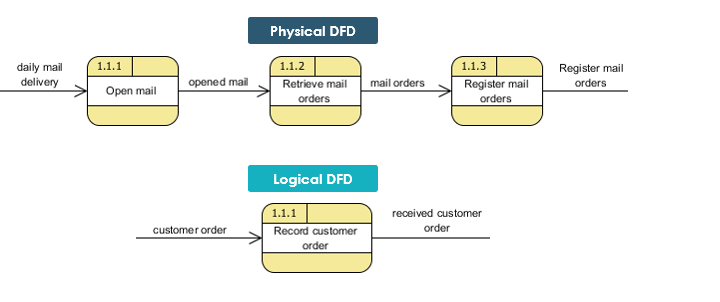 Physical DFD
daily mail
delivery
1.1.1
Open mail
opened mail
1.1.2
Retrieve mail
orders
mail orders
1.1.3
Register mail
orders
Register mail
orders
Logical DFD
customer order
1.1.1
Record customer
order
received customer
order